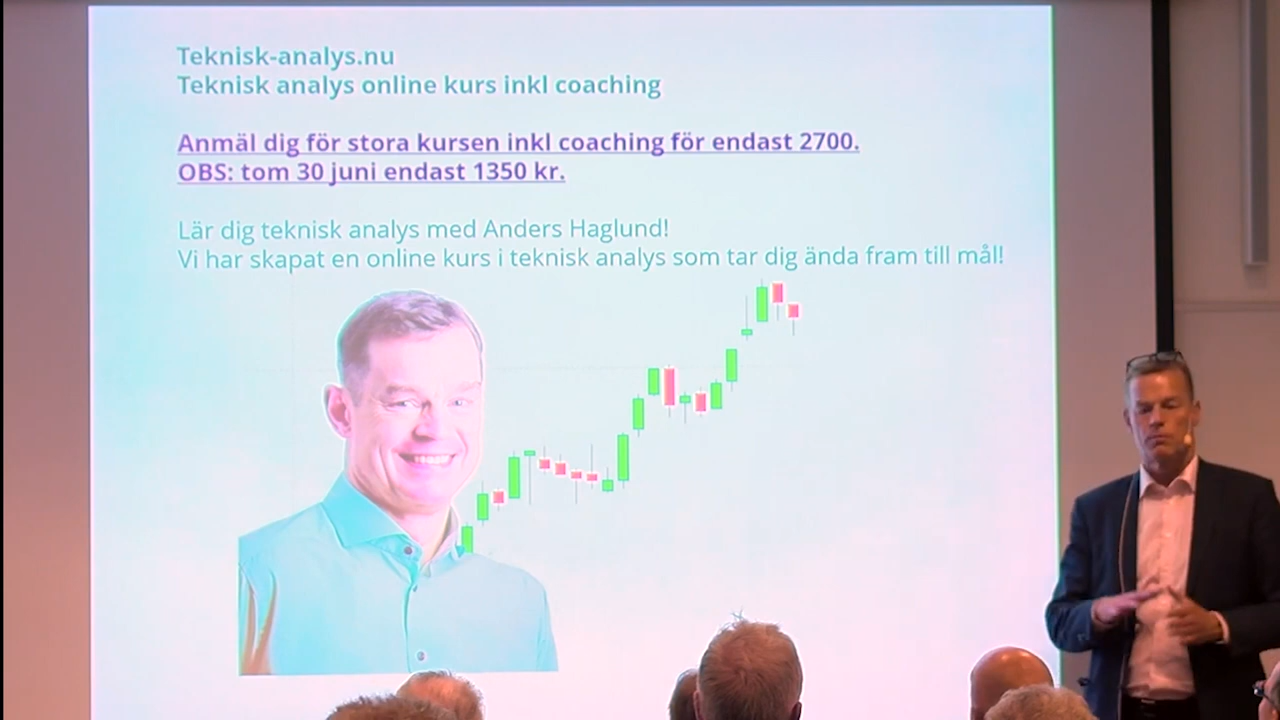 Teknisk-analys.nu
Teknisk analys online kurs inkl coaching
Anmäl dig för stora kursen inkl coaching för endast 2700.
OBS: tom 30 juni endast 1350 kr.
Lär dig teknisk analys med Anders Haglund!
Vi har skapat en online kurs i teknisk analys som tar dig ända fram till mål!